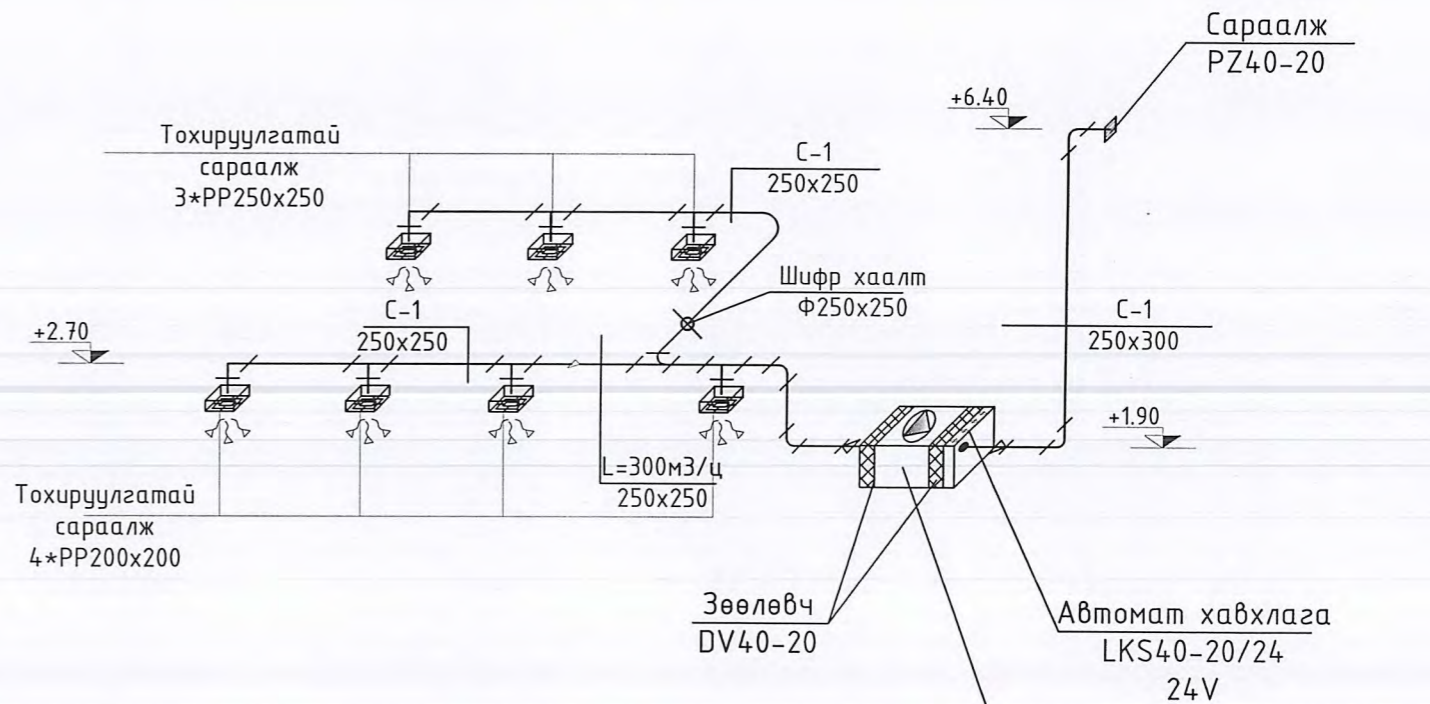 Сараалж
PZ40-20
+6.40
Тохируулгатай
сараалж
3*PP250x250
C-1
250x250
Шифр хаалт
Ф250x250
C-1
250x250
+2.70
C-1
250x300
+1.90
L=300м3/ц
250x250
Тохируулгатай
сараалж
4*PP200x200
Зөөлөвч
DV40-20
Автомат хавхлага
LKS40-20/24
24V